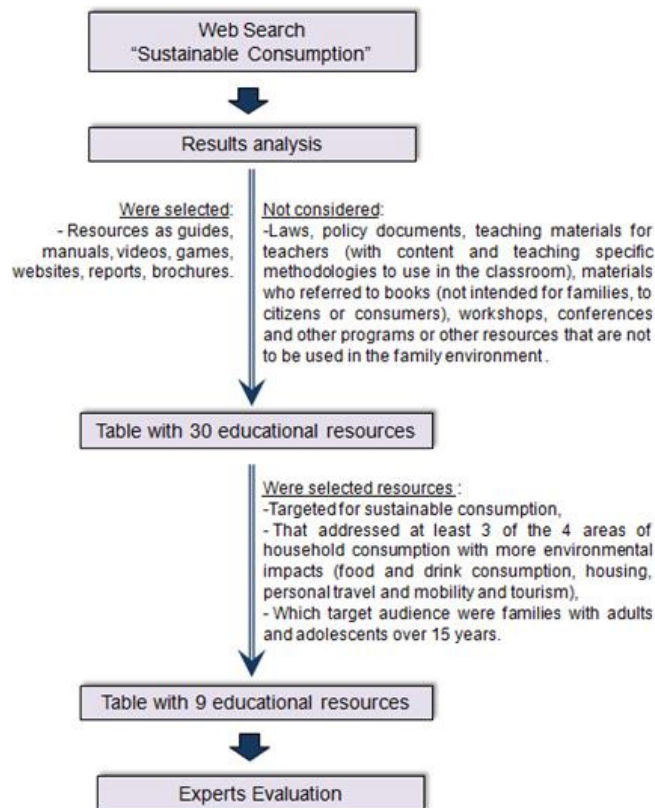 Web Search
“Sustainable Consumption”
Results analysis
Were selected:
- Resources as guides,
manuals, videos, games,
websites, reports, brochures.
Not considered:
-Laws, policy documents, teaching materials for
teachers (with content and teaching specific
methodologies to use in the classroom), materials
who referred to books (not intended for families, to
citizens or consumers), workshops, conferences
and other programs or other resources that are not
to be used in the family environment .
Table with 30 educational resources
Were selected resources :
-Targeted for sustainable consumption,
- That addressed at least 3 of the 4 areas of
household consumption with more environmental
impacts (food and drink consumption, housing,
personal travel and mobility and tourism),
- Which target audience were families with adults
and adolescents over 15 years.
Table with 9 educational resources
Experts Evaluation